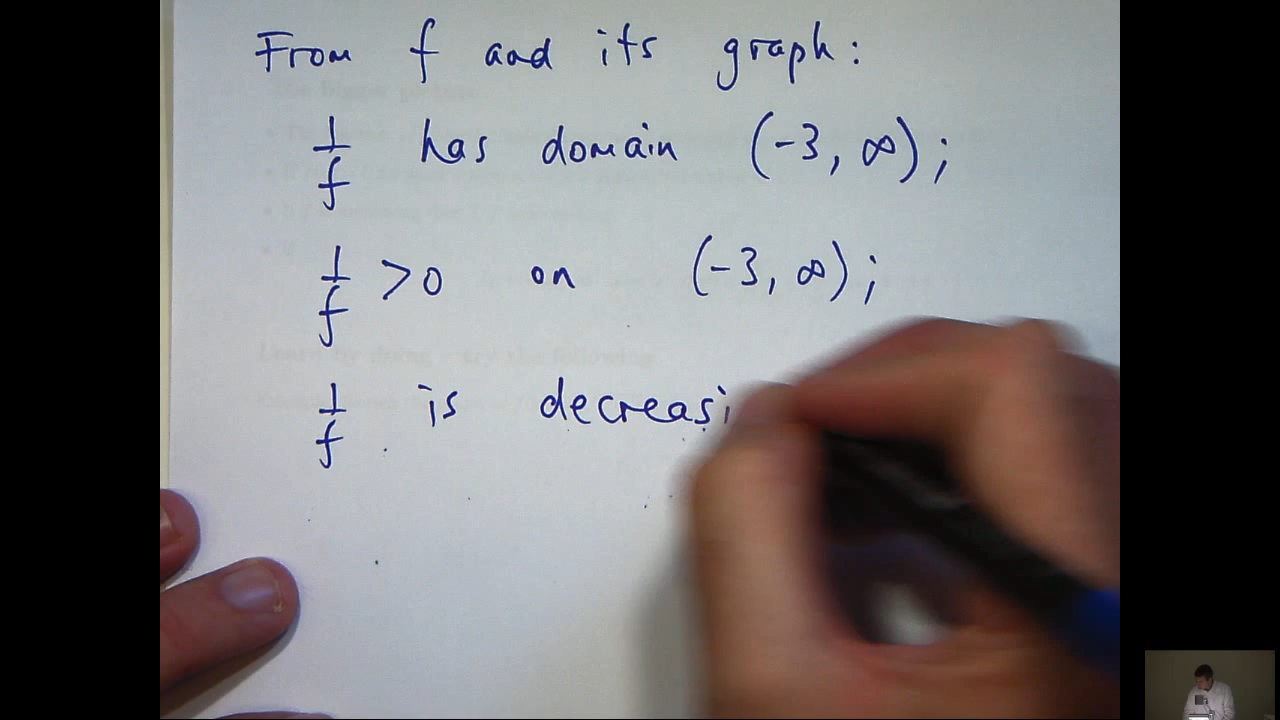 From f and its graph:
1/f has domain (-3, ∞);
1/f >0 on (-3, ∞);
1/f is decreasi